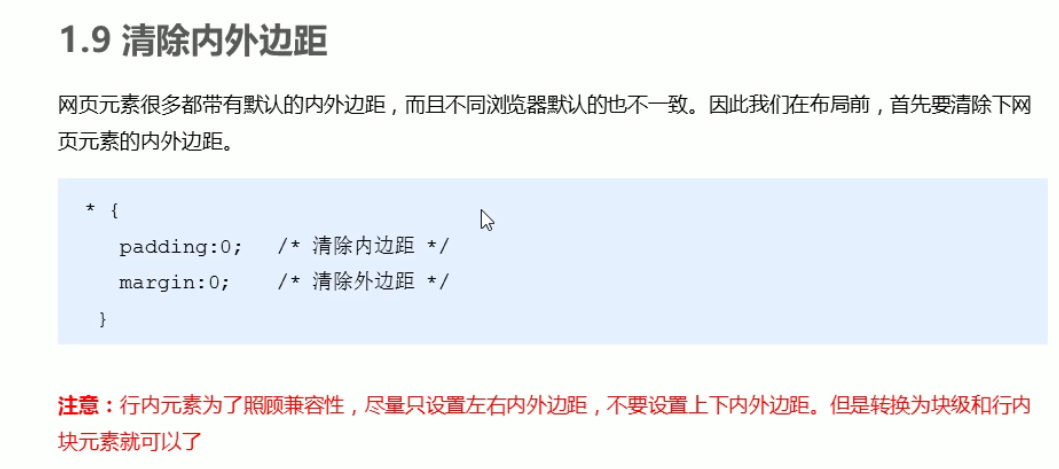 1.9 清除内外边距
网页元素很多都带有默认的内外边距，而且不同浏览器默认的也不一致。因此我们在布局前，首先要清除下网
页元素的内外边距。
* {
padding:0; /* 清除内边距 */
margin:0; /* 清除外边距 */
}
注意：行内元素为了照顾兼容性，尽量只设置左右内外边距，不要设置上下内外边距。但是转换为块级和行内
块元素就可以了